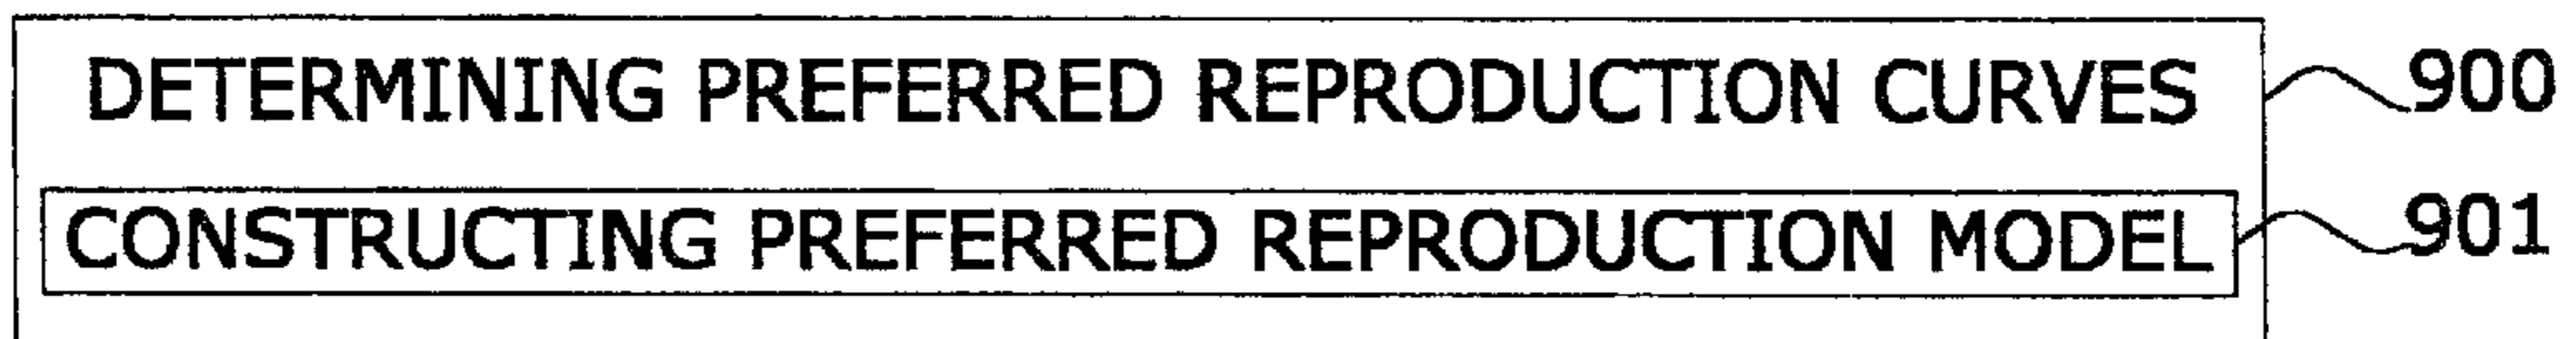 DETERMINING PREFERRED REPRODUCTION CURVES 900
CONSTRUCTING PREFERRED REPRODUCTION MODEL 901